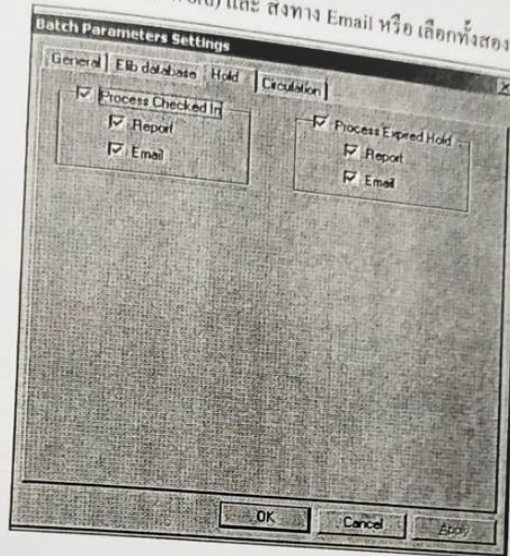 และ ส่งทาง Email หรือ เลือกทั้งสอง
Batch Parameters Settings
General Elib database Hold Circulation
Process Checked In
Report
Email
Process Expired Hold
Report
Email
OK Cancel Apply